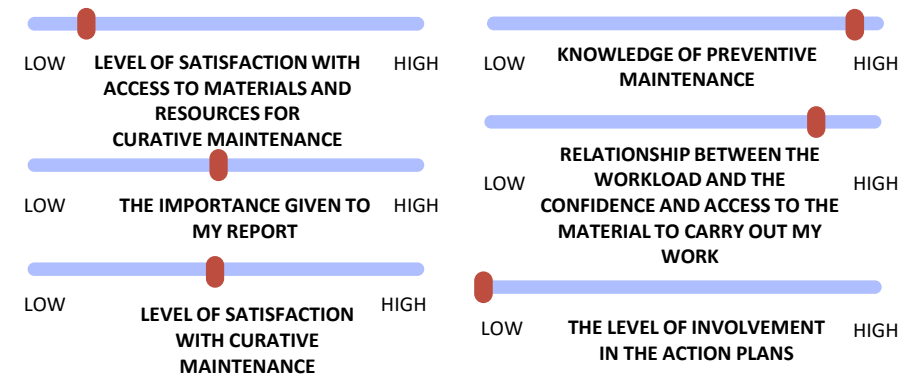 LOW
LEVEL OF SATISFACTION WITH
ACCESS TO MATERIALS AND
RESOURCES FOR
CURATIVE MAINTENANCE
HIGH
LOW
THE IMPORTANCE GIVEN TO
MY REPORT
HIGH
LOW
LEVEL OF SATISFACTION
WITH CURATIVE
MAINTENANCE
HIGH
LOW
KNOWLEDGE OF PREVENTIVE
MAINTENANCE
HIGH
LOW
RELATIONSHIP BETWEEN THE
WORKLOAD AND THE
CONFIDENCE AND ACCESS TO THE
MATERIAL TO CARRY OUT MY
WORK
HIGH
LOW
THE LEVEL OF INVOLVEMENT
IN THE ACTION PLANS
HIGH